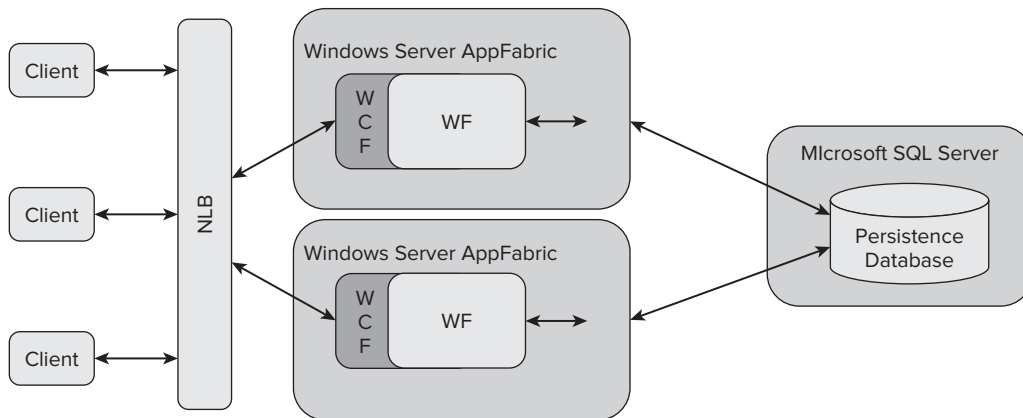 Client
Client
Client
NLB
Windows Server AppFabric
W
C
F
WF
Windows Server AppFabric
W
C
F
WF
MIcrosoft SQL Server
Persistence
Database